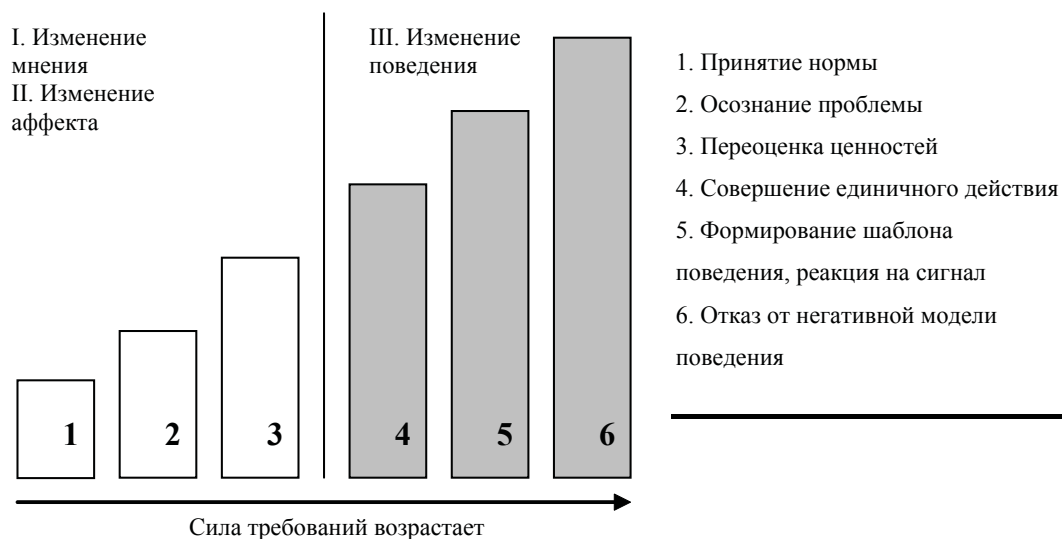 I. Изменение
мнения
II. Изменение
аффекта
III. Изменение
поведения
1
2
3
4
5
6
Сила требований возрастает
1. Принятие нормы
2. Осознание проблемы
3. Переоценка ценностей
4. Совершение единичного действия
5. Формирование шаблона
поведения, реакция на сигнал
6. Отказ от негативной модели
поведения